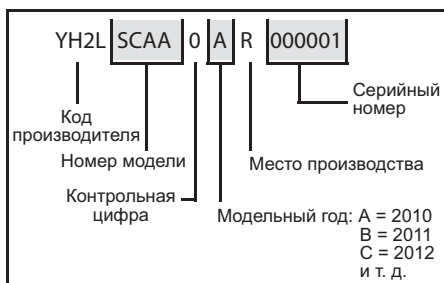 YH2L SCAA 0 A R 000001
Код
производителя
Серийный
номер
Номер модели
Место производства
Контрольная
цифра
Модельный год: A = 2010
B = 2011
C = 2012
и т. д.